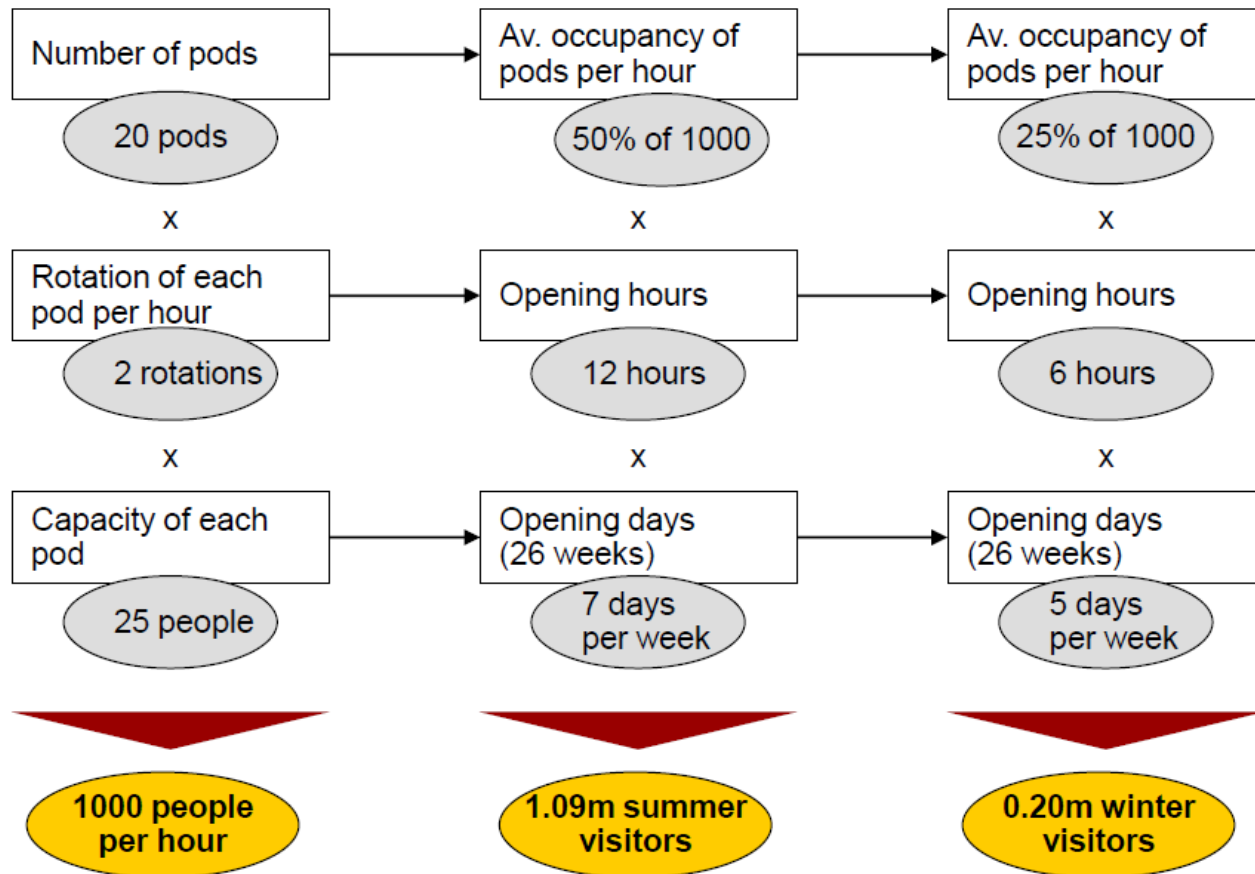 Number of pods
20 pods
x
Rotation of each
pod per hour
2 rotations
x
Capacity of each
pod
25 people
1000 people
per hour
Av. occupancy of
pods per hour
50% of 1000
x
Opening hours
12 hours
x
Opening days
(26 weeks)
7 days
per week
1.09m summer
visitors
Av. occupancy of
pods per hour
25% of 1000
x
Opening hours
6 hours
x
Opening days
(26 weeks)
5 days
per week
0.20m winter
visitors